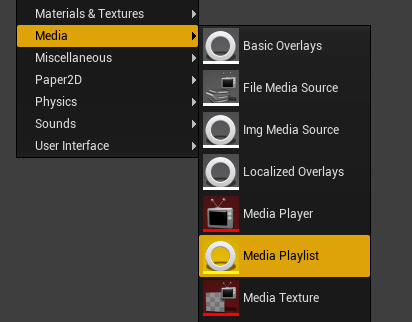 Materials & Textures
Media
Miscellaneous
Paper2D
Physics
Sounds
User Interface
Basic Overlays
File Media Source
Img Media Source
Localized Overlays
Media Player
Media Playlist
Media Texture